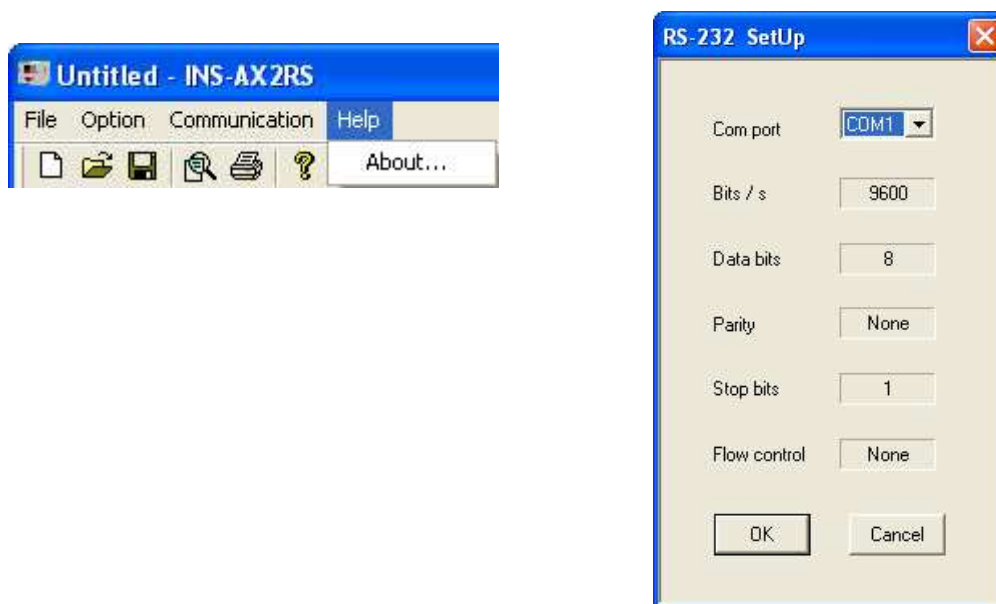 Untitled - INS-AX2RS
File Option Communication Help
About...
RS-232 SetUp
Com port COM1
Bits / s 9600
Data bits 8
Parity None
Stop bits 1
Flow control None
OK Cancel